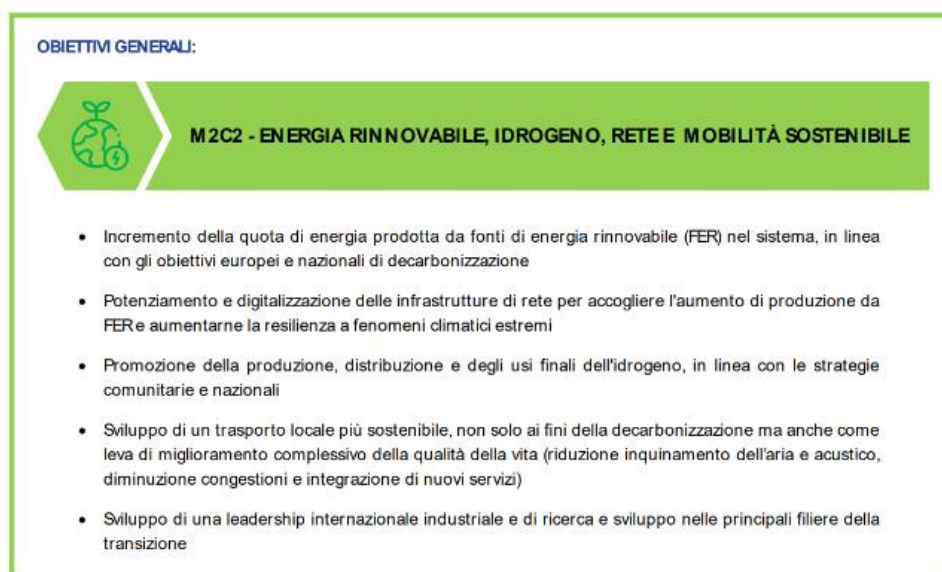 OBIETTIVI GENERALI:
M2C2 - ENERGIA RINNOVABILE, IDROGENO, RETE E MOBILITÀ SOSTENIBILE
• Incremento della quota di energia prodotta da fonti di energia rinnovabile (FER) nel sistema, in linea
con gli obiettivi europei e nazionali di decarbonizzazione
• Potenziamento e digitalizzazione delle infrastrutture di rete per accogliere l'aumento di produzione da
FER e aumentarne la resilienza a fenomeni climatici estremi
• Promozione della produzione, distribuzione e degli usi finali dell'idrogeno, in linea con le strategie
comunitarie e nazionali
• Sviluppo di un trasporto locale più sostenibile, non solo ai fini della decarbonizzazione ma anche come
leva di miglioramento complessivo della qualità della vita (riduzione inquinamento dell'aria e acustico,
diminuzione congestioni e integrazione di nuovi servizi)
• Sviluppo di una leadership internazionale industriale e di ricerca e sviluppo nelle principali filiere della
transizione